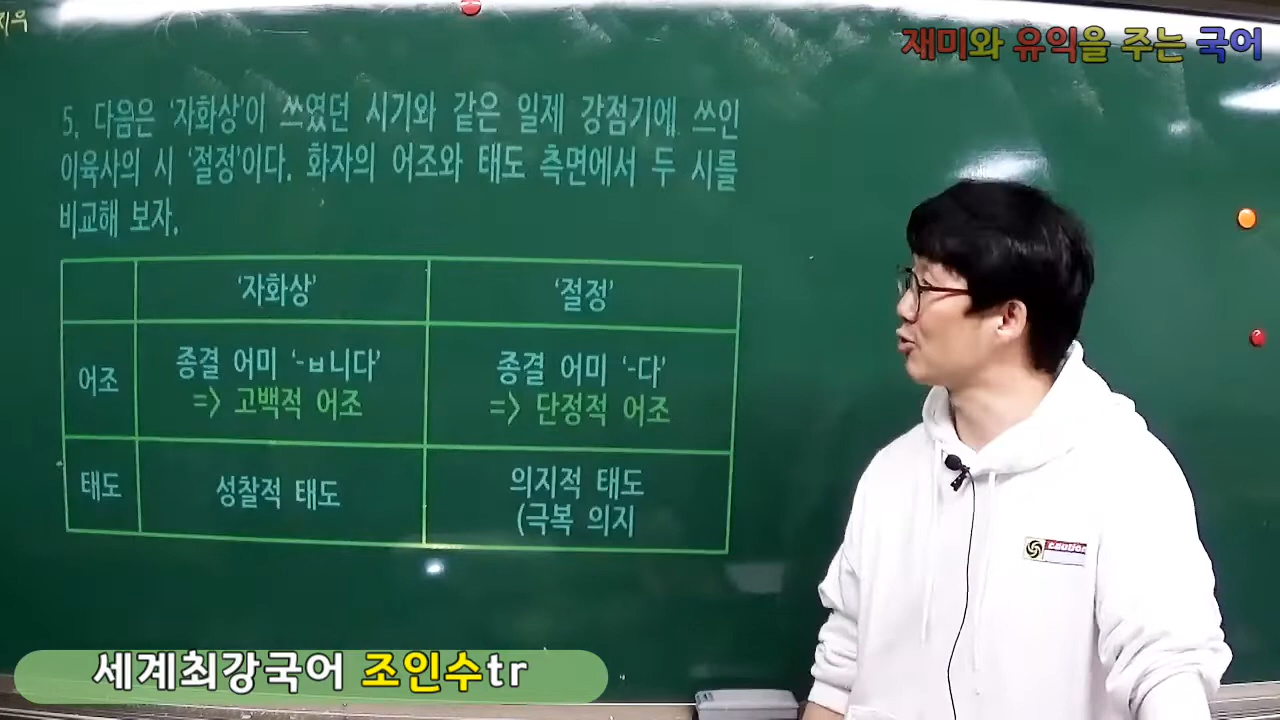 지우
재미와 유익을 주는 국어
5. 다음은 '자화상'이 쓰였던 시기와 같은 일제 강점기에 쓰인
이육사의 시 '절정'이다. 화자의 어조와 태도 측면에서 두 시를
비교해 보자.
'자화상'
'절정'
어조
종결 어미 '-ㅂ니다'
=> 고백적 어조
종결 어미 '-다'
=> 단정적 어조
태도
성찰적 태도
의지적 태도
(극복 의지
세계최강국어 조인수tr